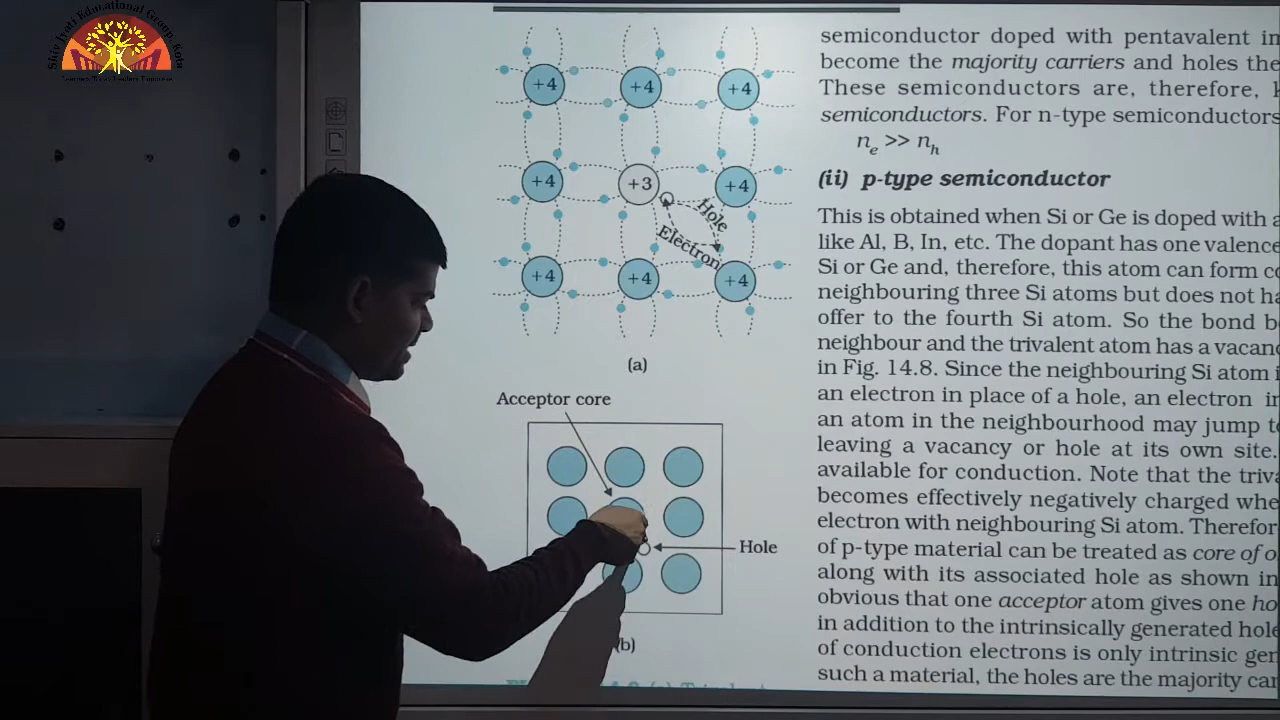 Shiv Jyoti Educational Group, Kota
semiconductor doped with pentavalent
become the majority carriers and holes the
These semiconductors are, therefore,
semiconductors. For n-type semiconductors
ne >> nh
(ii) p-type semiconductor
This is obtained when Si or Ge is doped with a
like Al, B, In, etc. The dopant has one valence
Si or Ge and, therefore, this atom can form co
neighbouring three Si atoms but does not ha
offer to the fourth Si atom. So the bond b
neighbour and the trivalent atom has a vacanc
in Fig. 14.8. Since the neighbouring Si atom
an electron in place of a hole, an electron in
an atom in the neighbourhood may jump to
leaving a vacancy or hole at its own site.
available for conduction. Note that the triva
becomes effectively negatively charged whe
electron with neighbouring Si atom. Therefor
of p-type material can be treated as core of o
along with its associated hole as shown in
obvious that one acceptor atom gives one ho
in addition to the intrinsically generated hole
of conduction electrons is only intrinsic gen
such a material, the holes are the majority car
+4 +4 +4
+4 +3 +4
Hole
Electron
+4 +4 +4
(a)
Acceptor core
Hole
(b)